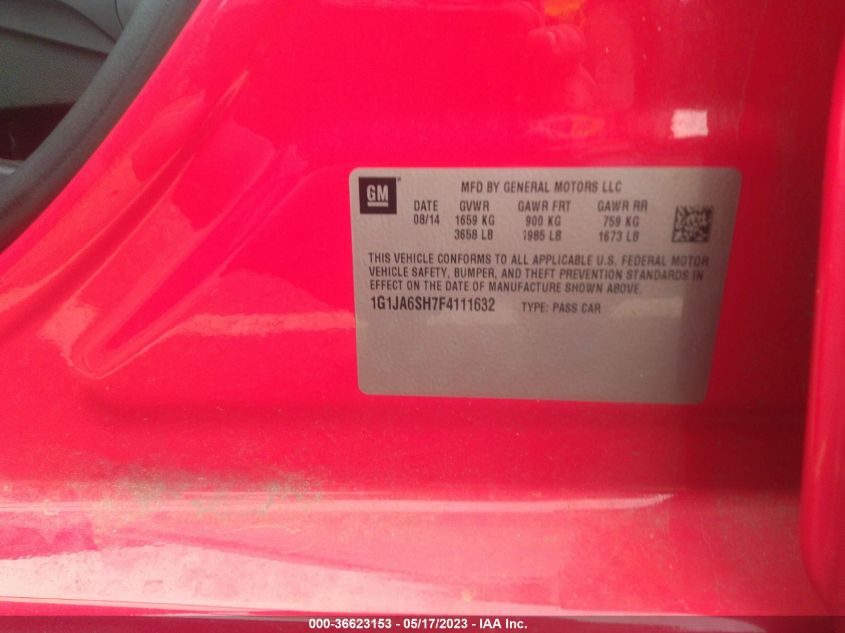 GM
MFD BY GENERAL MOTORS LLC
DATE GVWR GAWR FRT GAWR RR
08/14 1659 KG 900 KG 759 KG
3658 LB 1985 LB 1673 LB
THIS VEHICLE CONFORMS TO ALL APPLICABLE U.S. FEDERAL MOTOR
VEHICLE SAFETY, BUMPER, AND THEFT PREVENTION STANDARDS IN
EFFECT ON THE DATE OF MANUFACTURE SHOWN ABOVE.
1G1JA6SH7F4111632 TYPE: PASS CAR
000-36623153 — 05/17/2023 - IAA Inc.